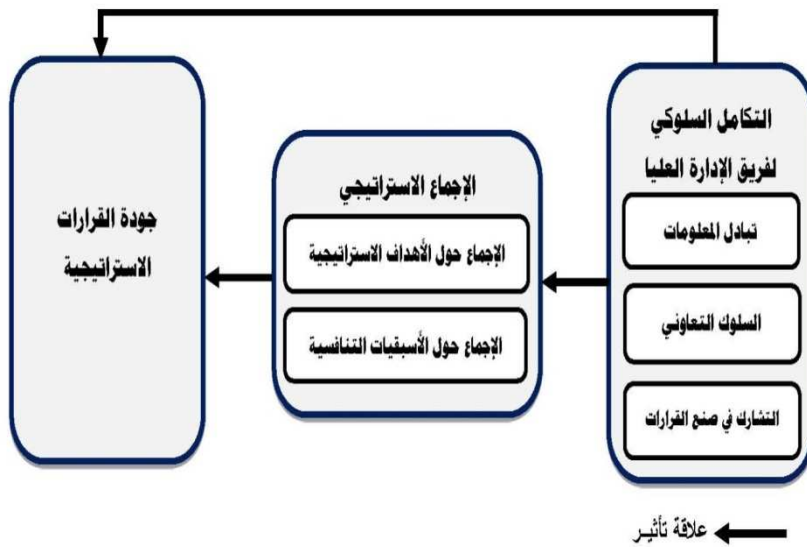 التكامل السلوكي
لفريق الإدارة العليا
تبادل المعلومات
السلوك التعاوني
التشارك في صنع القرارات
الإجماع الاستراتيجي
الإجماع حول الأهداف الاستراتيجية
الإجماع حول الأسبقيات التنافسية
جودة القرارات
الاستراتيجية
علاقة تأثير